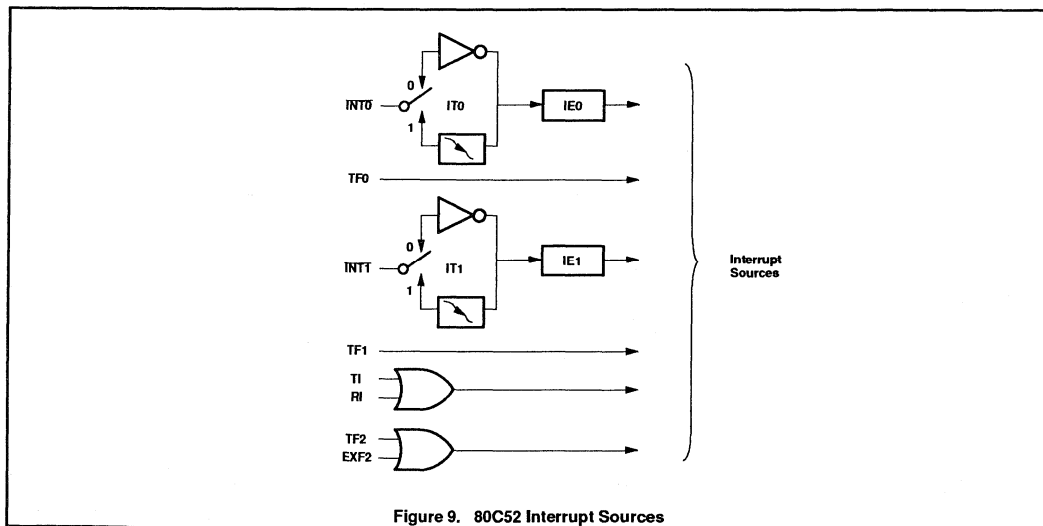 0
INT0
IT0
IE0
1
TF0
0
INT1
IT1
IE1
Interrupt
Sources
1
TF1
TI
RI
TF2
EXF2
Figure 9. 80C52 Interrupt Sources